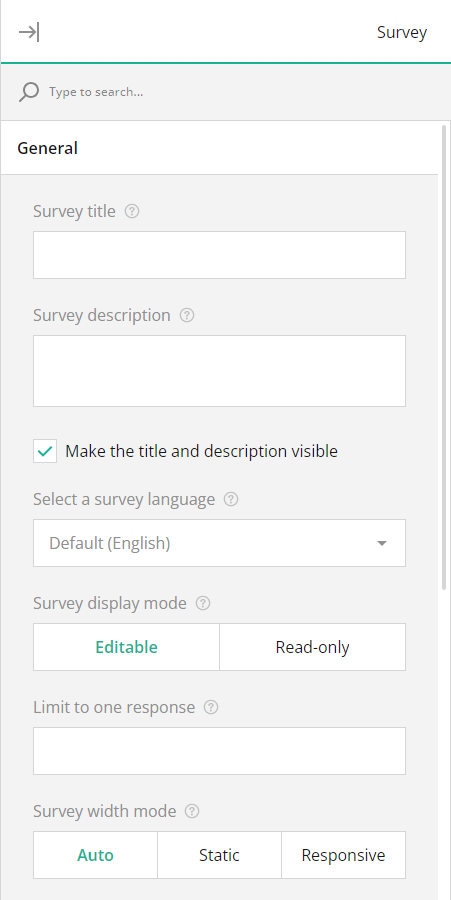 Survey
Type to search...
General
Survey title ?
Survey description ?
Make the title and description visible
Select a survey language ?
Default (English)
Survey display mode ?
Editable Read-only
Limit to one response ?
Survey width mode ?
Auto Static Responsive